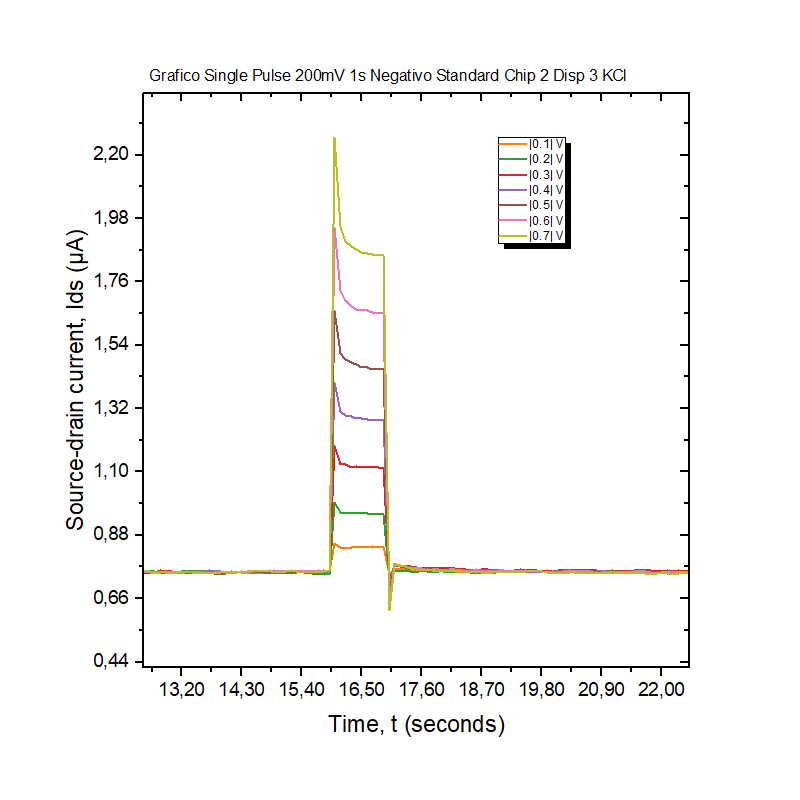 Grafico Single Pulse 200mV 1s Negativo Standard Chip 2 Disp 3 KCl
|0.1| V
|0.2| V
|0.3| V
|0.4| V
|0.5| V
|0.6| V
|0.7| V
2,20
1,98
1,76
1,54
1,32
1,10
0,88
0,66
0,44
Source-drain current, Ids (μA)
13,20 14,30 15,40 16,50 17,60 18,70 19,80 20,90 22,00
Time, t (seconds)